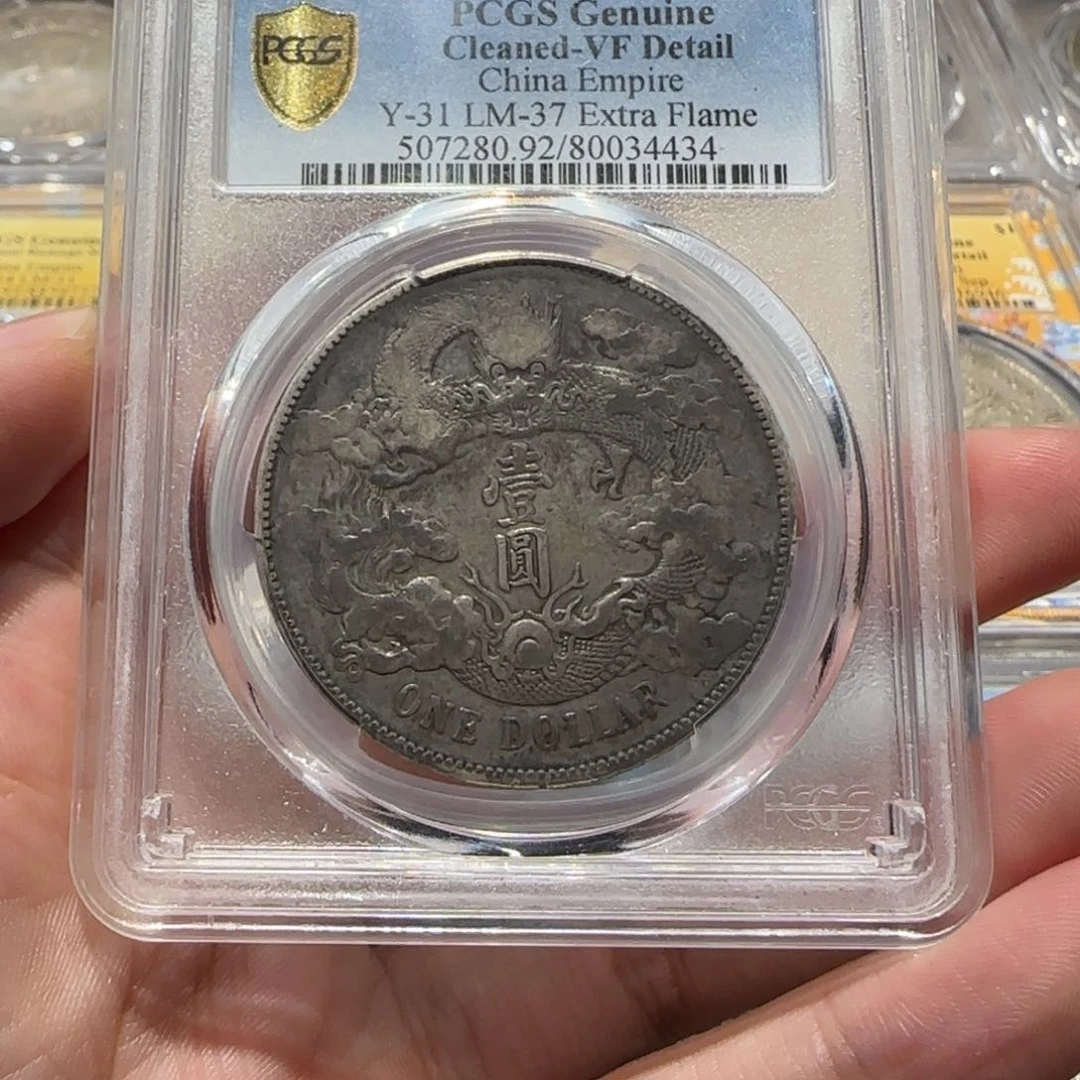 PCGS
PCGS Genuine
Cleaned-VF Detail
China Empire
Y-31 LM-37 Extra Flame
507280.92/80034434
壹
圓
ONE DOLLAR
PCGS
$1